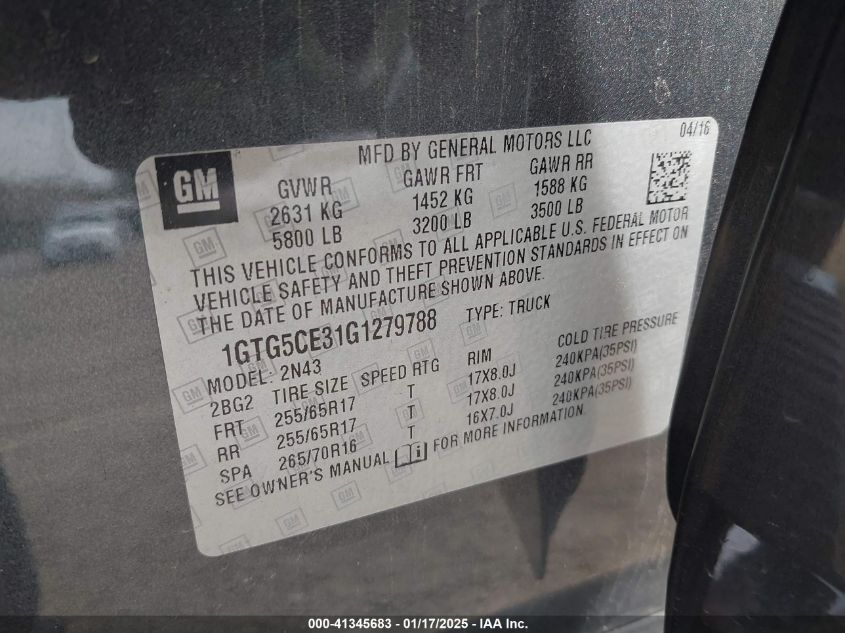 04/16
GM
MFD BY GENERAL MOTORS LLC
GVWR GAWR FRT GAWR RR
2631 KG 1452 KG 1588 KG
5800 LB 3200 LB 3500 LB
THIS VEHICLE CONFORMS TO ALL APPLICABLE U.S. FEDERAL MOTOR
VEHICLE SAFETY AND THEFT PREVENTION STANDARDS IN EFFECT ON
THE DATE OF MANUFACTURE SHOWN ABOVE.
1GTG5CE31G1279788 TYPE: TRUCK
MODEL: 2N43
2BG2 TIRE SIZE SPEED RTG RIM COLD TIRE PRESSURE
FRT 255/65R17 T 17X8.0J 240KPA(35PSI)
RR 255/65R17 T 17X8.0J 240KPA(35PSI)
SPA 265/70R16 T 16X7.0J 240KPA(35PSI)
SEE OWNER'S MANUAL FOR MORE INFORMATION.
000-41345683 - 01/17/2025 - IAA Inc.